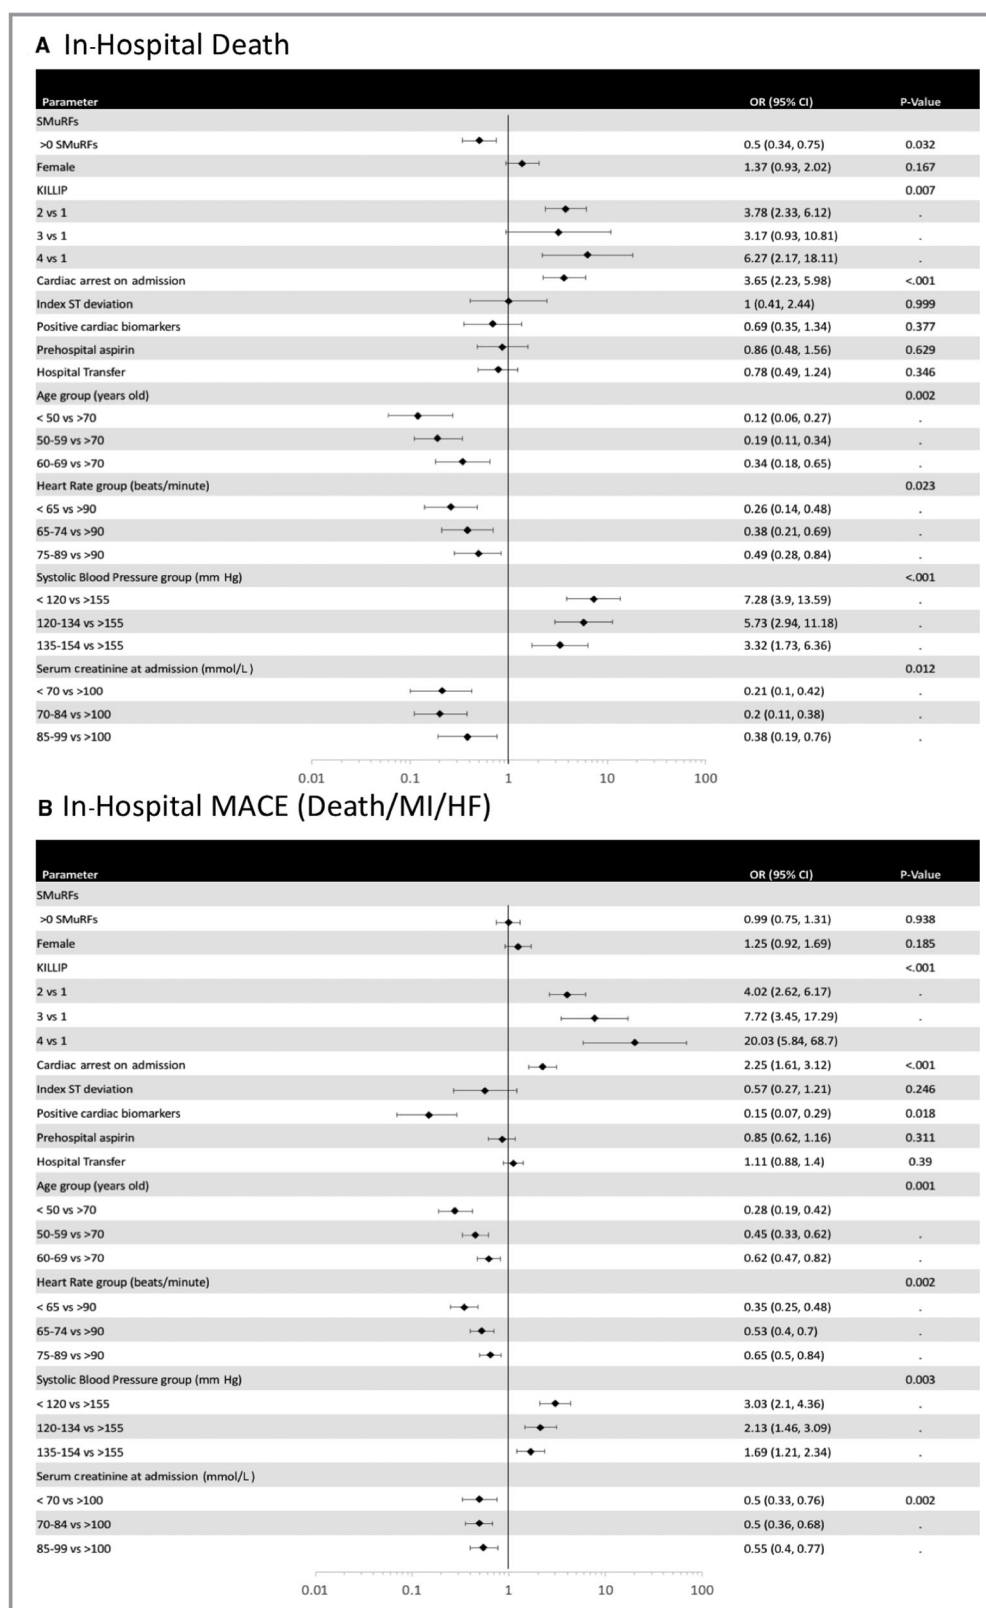 A In-Hospital Death
Parameter OR (95% CI) P-Value
SMuRFs
>0 SMuRFs 0.5 (0.34, 0.75) 0.032
Female 1.37 (0.93, 2.02) 0.167
KILLIP 0.007
2 vs 1 3.78 (2.33, 6.12) .
3 vs 1 3.17 (0.93, 10.81) .
4 vs 1 6.27 (2.17, 18.11) .
Cardiac arrest on admission 3.65 (2.23, 5.98) <.001
Index ST deviation 1 (0.41, 2.44) 0.999
Positive cardiac biomarkers 0.69 (0.35, 1.34) 0.377
Prehospital aspirin 0.86 (0.48, 1.56) 0.629
Hospital Transfer 0.78 (0.49, 1.24) 0.346
Age group (years old) 0.002
< 50 vs >70 0.12 (0.06, 0.27) .
50-59 vs >70 0.19 (0.11, 0.34) .
60-69 vs >70 0.34 (0.18, 0.65) .
Heart Rate group (beats/minute) 0.023
< 65 vs >90 0.26 (0.14, 0.48) .
65-74 vs >90 0.38 (0.21, 0.69) .
75-89 vs >90 0.49 (0.28, 0.84) .
Systolic Blood Pressure group (mm Hg) <.001
< 120 vs >155 7.28 (3.9, 13.59) .
120-134 vs >155 5.73 (2.94, 11.18) .
135-154 vs >155 3.32 (1.73, 6.36) .
Serum creatinine at admission (mmol/L) 0.012
< 70 vs >100 0.21 (0.1, 0.42) .
70-84 vs >100 0.2 (0.11, 0.38) .
85-99 vs >100 0.38 (0.19, 0.76) .
0.01 0.1 1 10 100
B In-Hospital MACE (Death/MI/HF)
Parameter OR (95% CI) P-Value
SMuRFs
>0 SMuRFs 0.99 (0.75, 1.31) 0.938
Female 1.25 (0.92, 1.69) 0.185
KILLIP <.001
2 vs 1 4.02 (2.62, 6.17) .
3 vs 1 7.72 (3.45, 17.29) .
4 vs 1 20.03 (5.84, 68.7)
Cardiac arrest on admission 2.25 (1.61, 3.12) <.001
Index ST deviation 0.57 (0.27, 1.21) 0.246
Positive cardiac biomarkers 0.15 (0.07, 0.29) 0.018
Prehospital aspirin 0.85 (0.62, 1.16) 0.311
Hospital Transfer 1.11 (0.88, 1.4) 0.39
Age group (years old) 0.001
< 50 vs >70 0.28 (0.19, 0.42) .
50-59 vs >70 0.45 (0.33, 0.62) .
60-69 vs >70 0.62 (0.47, 0.82) .
Heart Rate group (beats/minute) 0.002
< 65 vs >90 0.35 (0.25, 0.48) .
65-74 vs >90 0.53 (0.4, 0.7) .
75-89 vs >90 0.65 (0.5, 0.84) .
Systolic Blood Pressure group (mm Hg) 0.003
< 120 vs >155 3.03 (2.1, 4.36) .
120-134 vs >155 2.13 (1.46, 3.09) .
135-154 vs >155 1.69 (1.21, 2.34) .
Serum creatinine at admission (mmol/L)
< 70 vs >100 0.5 (0.33, 0.76) 0.002
70-84 vs >100 0.5 (0.36, 0.68) .
85-99 vs >100 0.55 (0.4, 0.77) .
0.01 0.1 1 10 100